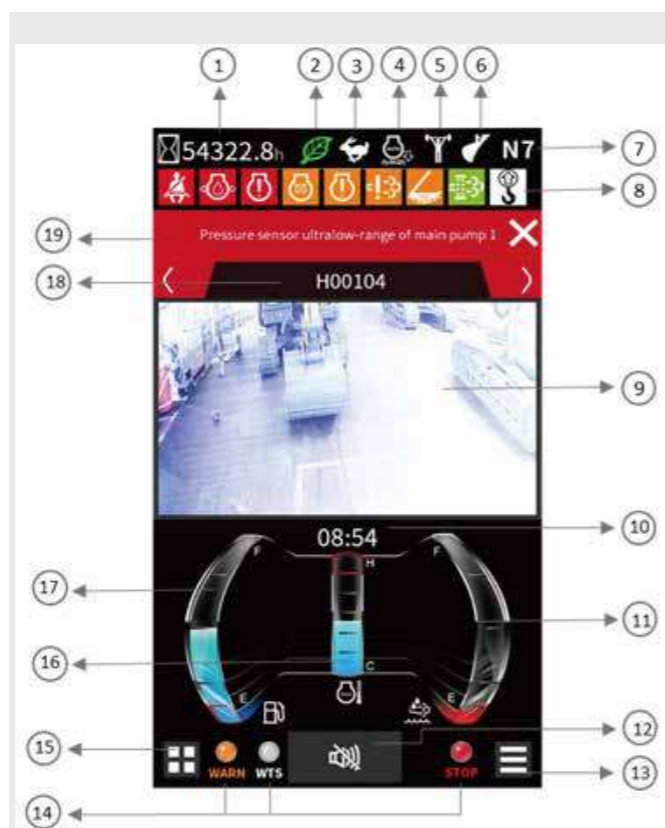 1 2 3 4 5 6
54322.8h N7 7
8
19 Pressure sensor ultralow-range of main pump 1
18 H00104
9
08:54 10
F H F
17 11
16 C
E E
12
15 WARN WTS STOP 13
14